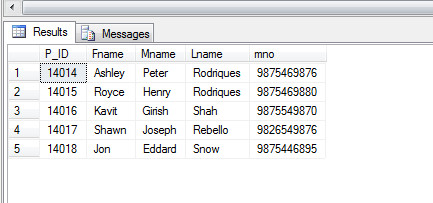 Results Messages
P_ID Fname Mname Lname mno
1 14014 Ashley Peter Rodriques 9875469876
2 14015 Royce Henry Rodriques 9875469880
3 14016 Kavit Girish Shah 9875549870
4 14017 Shawn Joseph Rebello 9826549876
5 14018 Jon Eddard Snow 9875446895